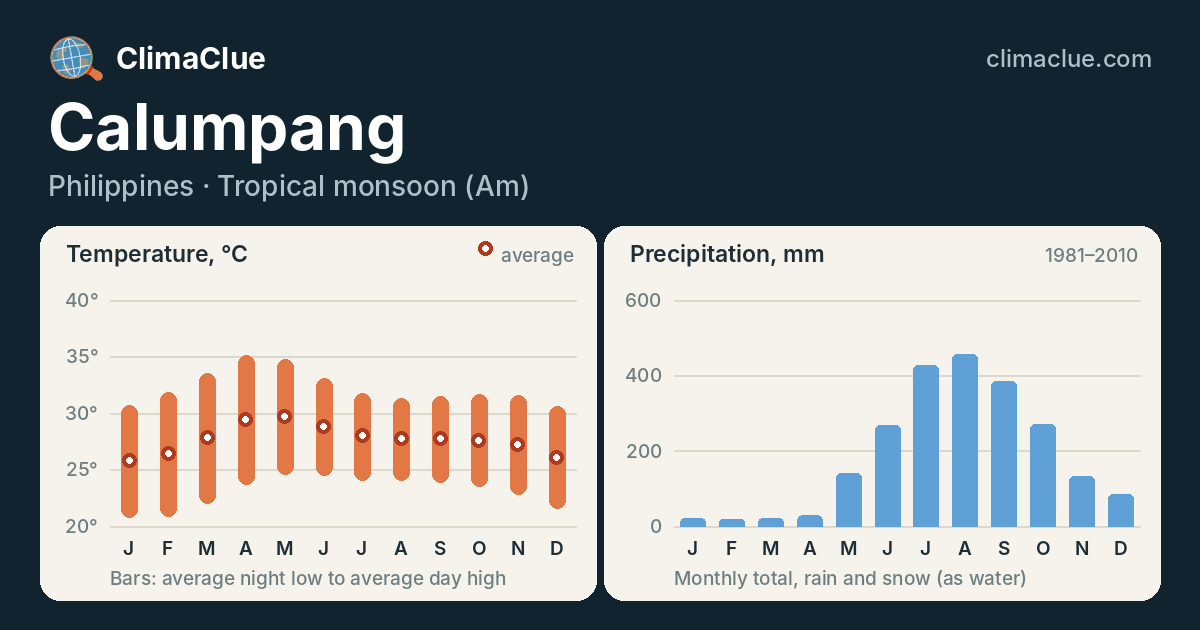 ClimaClue
climaclue.com
Calumpang
Philippines · Tropical monsoon (Am)
Temperature, °C
average
40°
35°
30°
25°
20°
J F M A M J J A S O N D
Bars: average night low to average day high
Precipitation, mm
1981–2010
600
400
200
0
J F M A M J J A S O N D
Monthly total, rain and snow (as water)